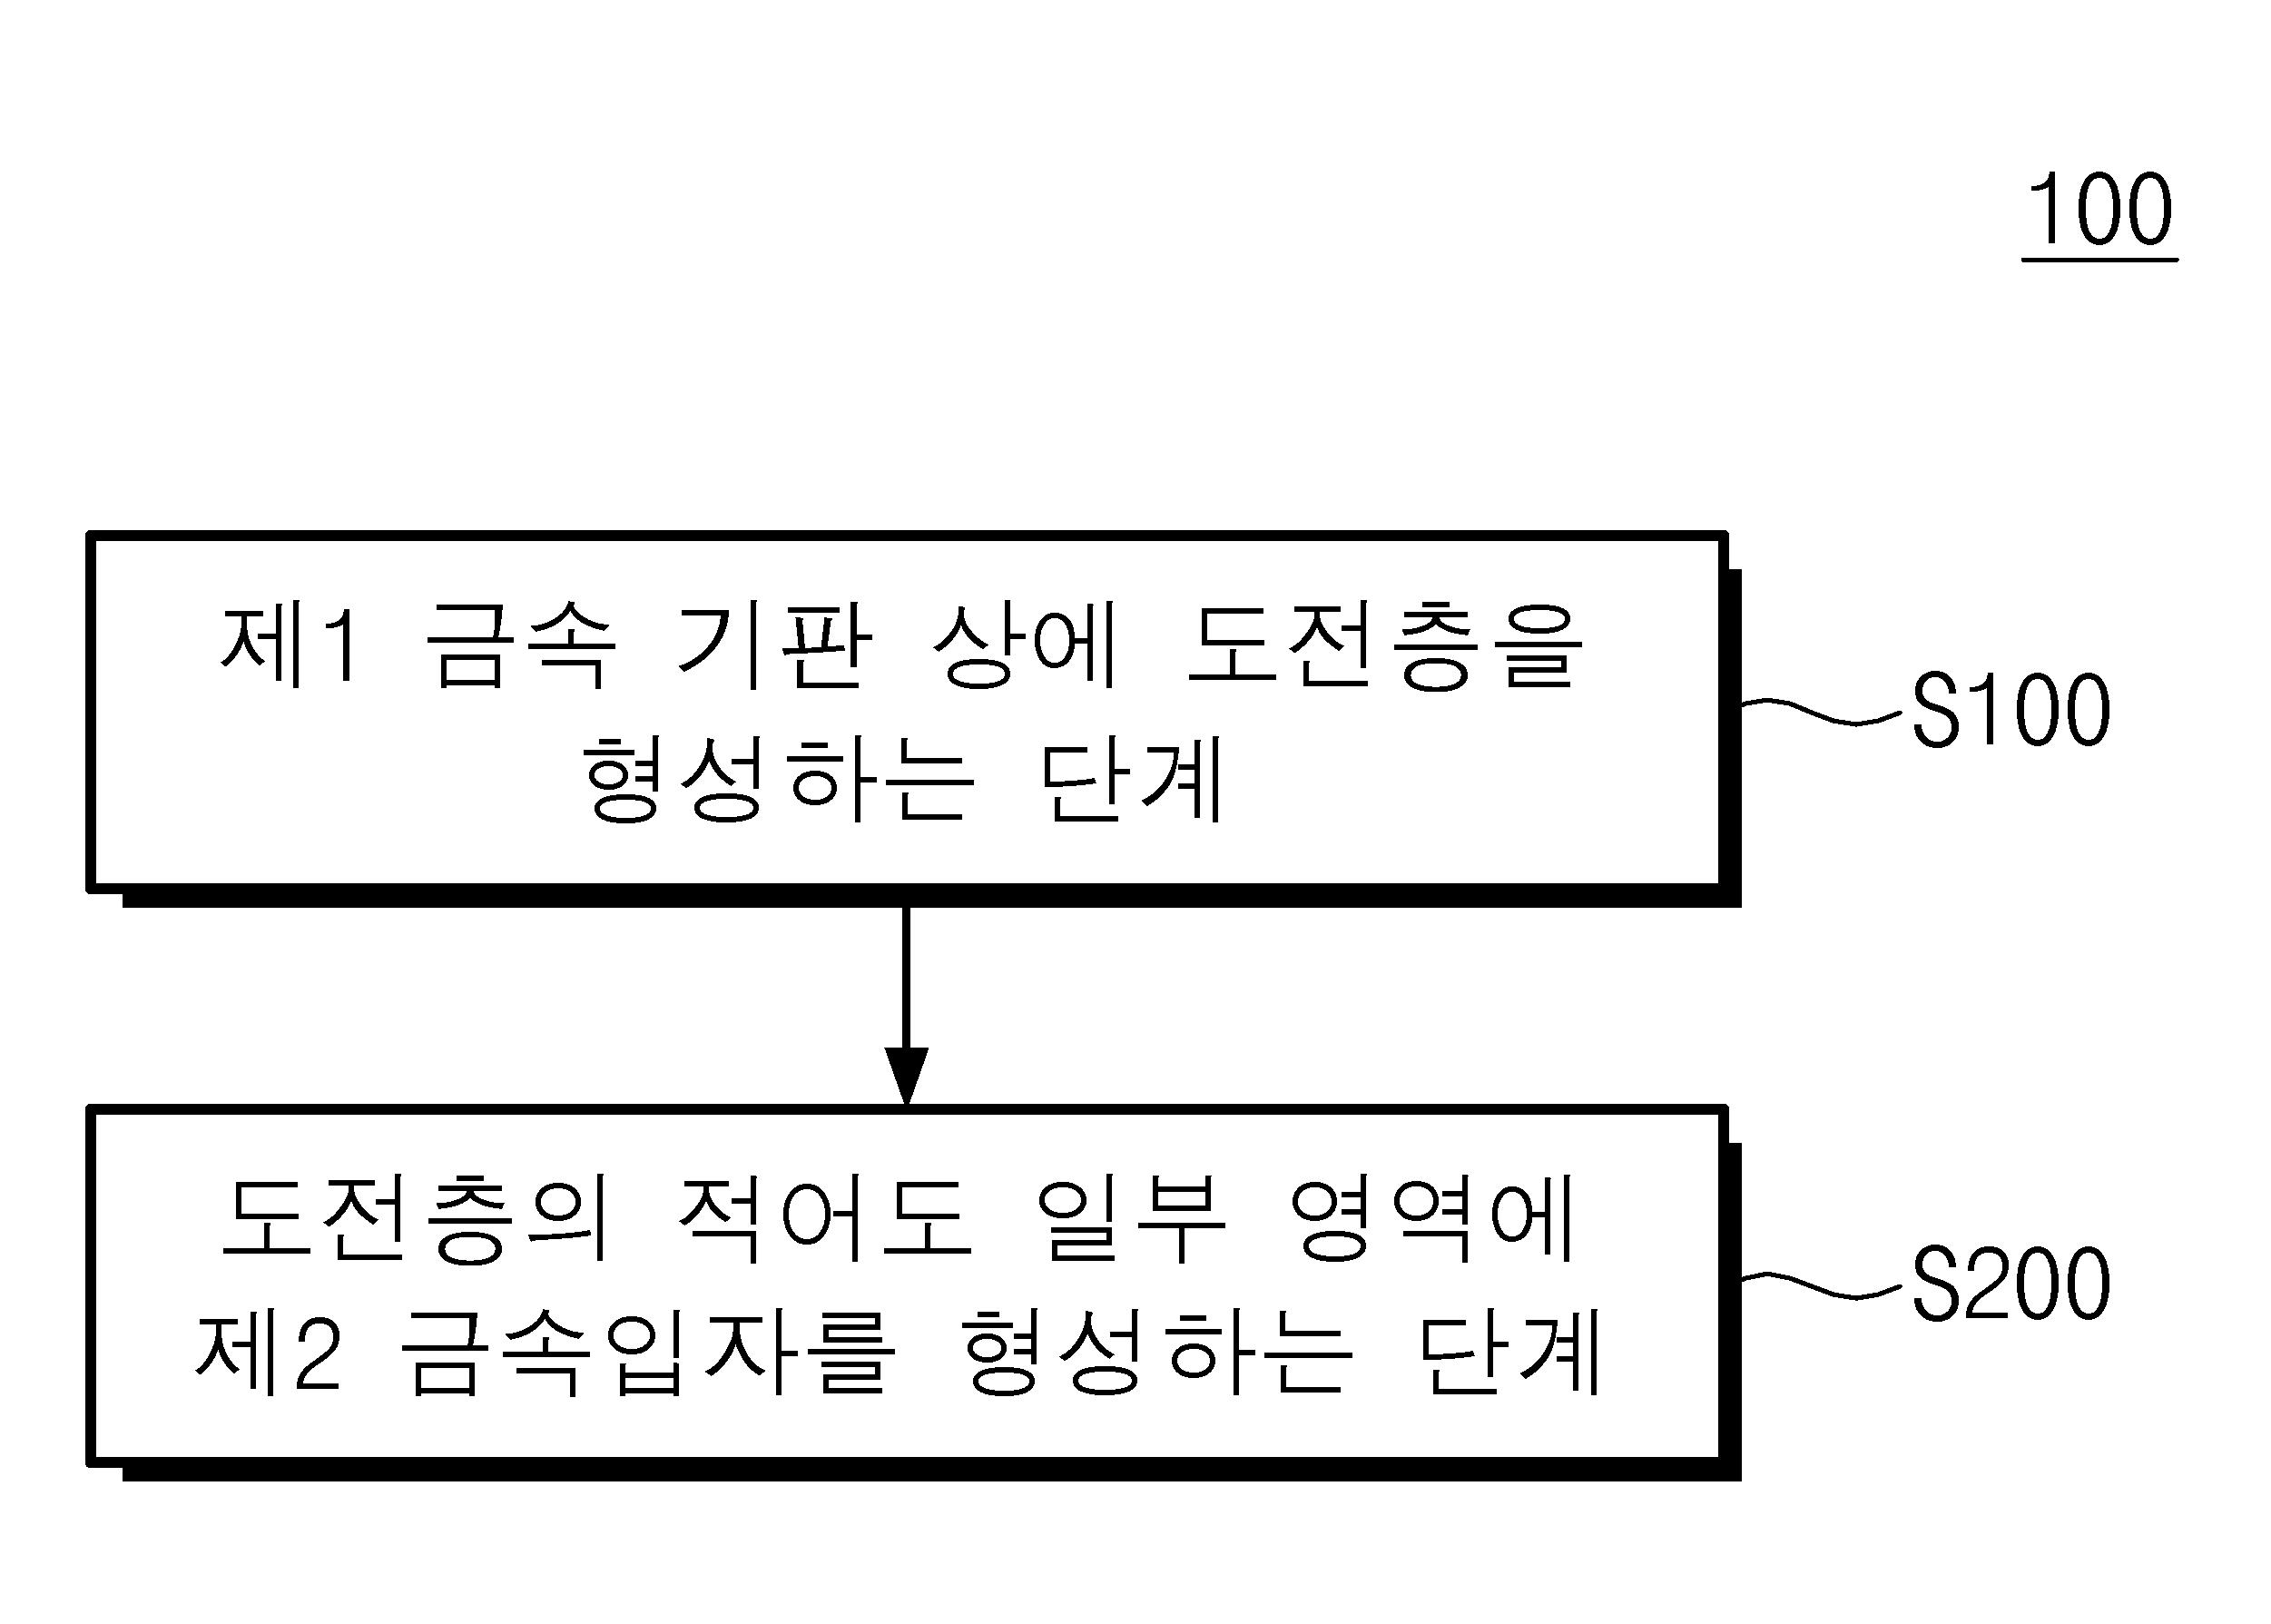 100
제1 금속 기판 상에 도전층을
형성하는 단계
S100
도전층의 적어도 일부 영역에
제2 금속입자를 형성하는 단계
S200